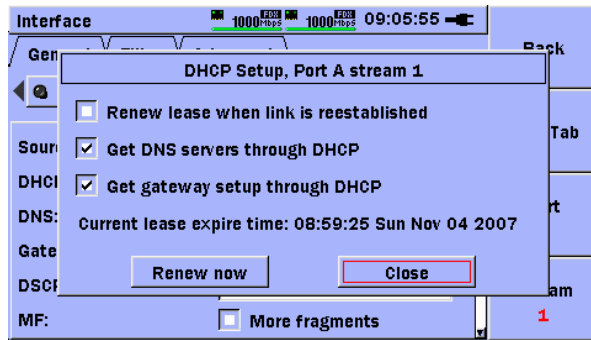 Interface 1000 FDX Mbps 1000 FDX Mbps 09:05:55
DHCP Setup, Port A stream 1
Renew lease when link is reestablished
Get DNS servers through DHCP
Get gateway setup through DHCP
Current lease expire time: 08:59:25 Sun Nov 04 2007
Renew now Close
DNS:
MF: More fragments
Tab
1